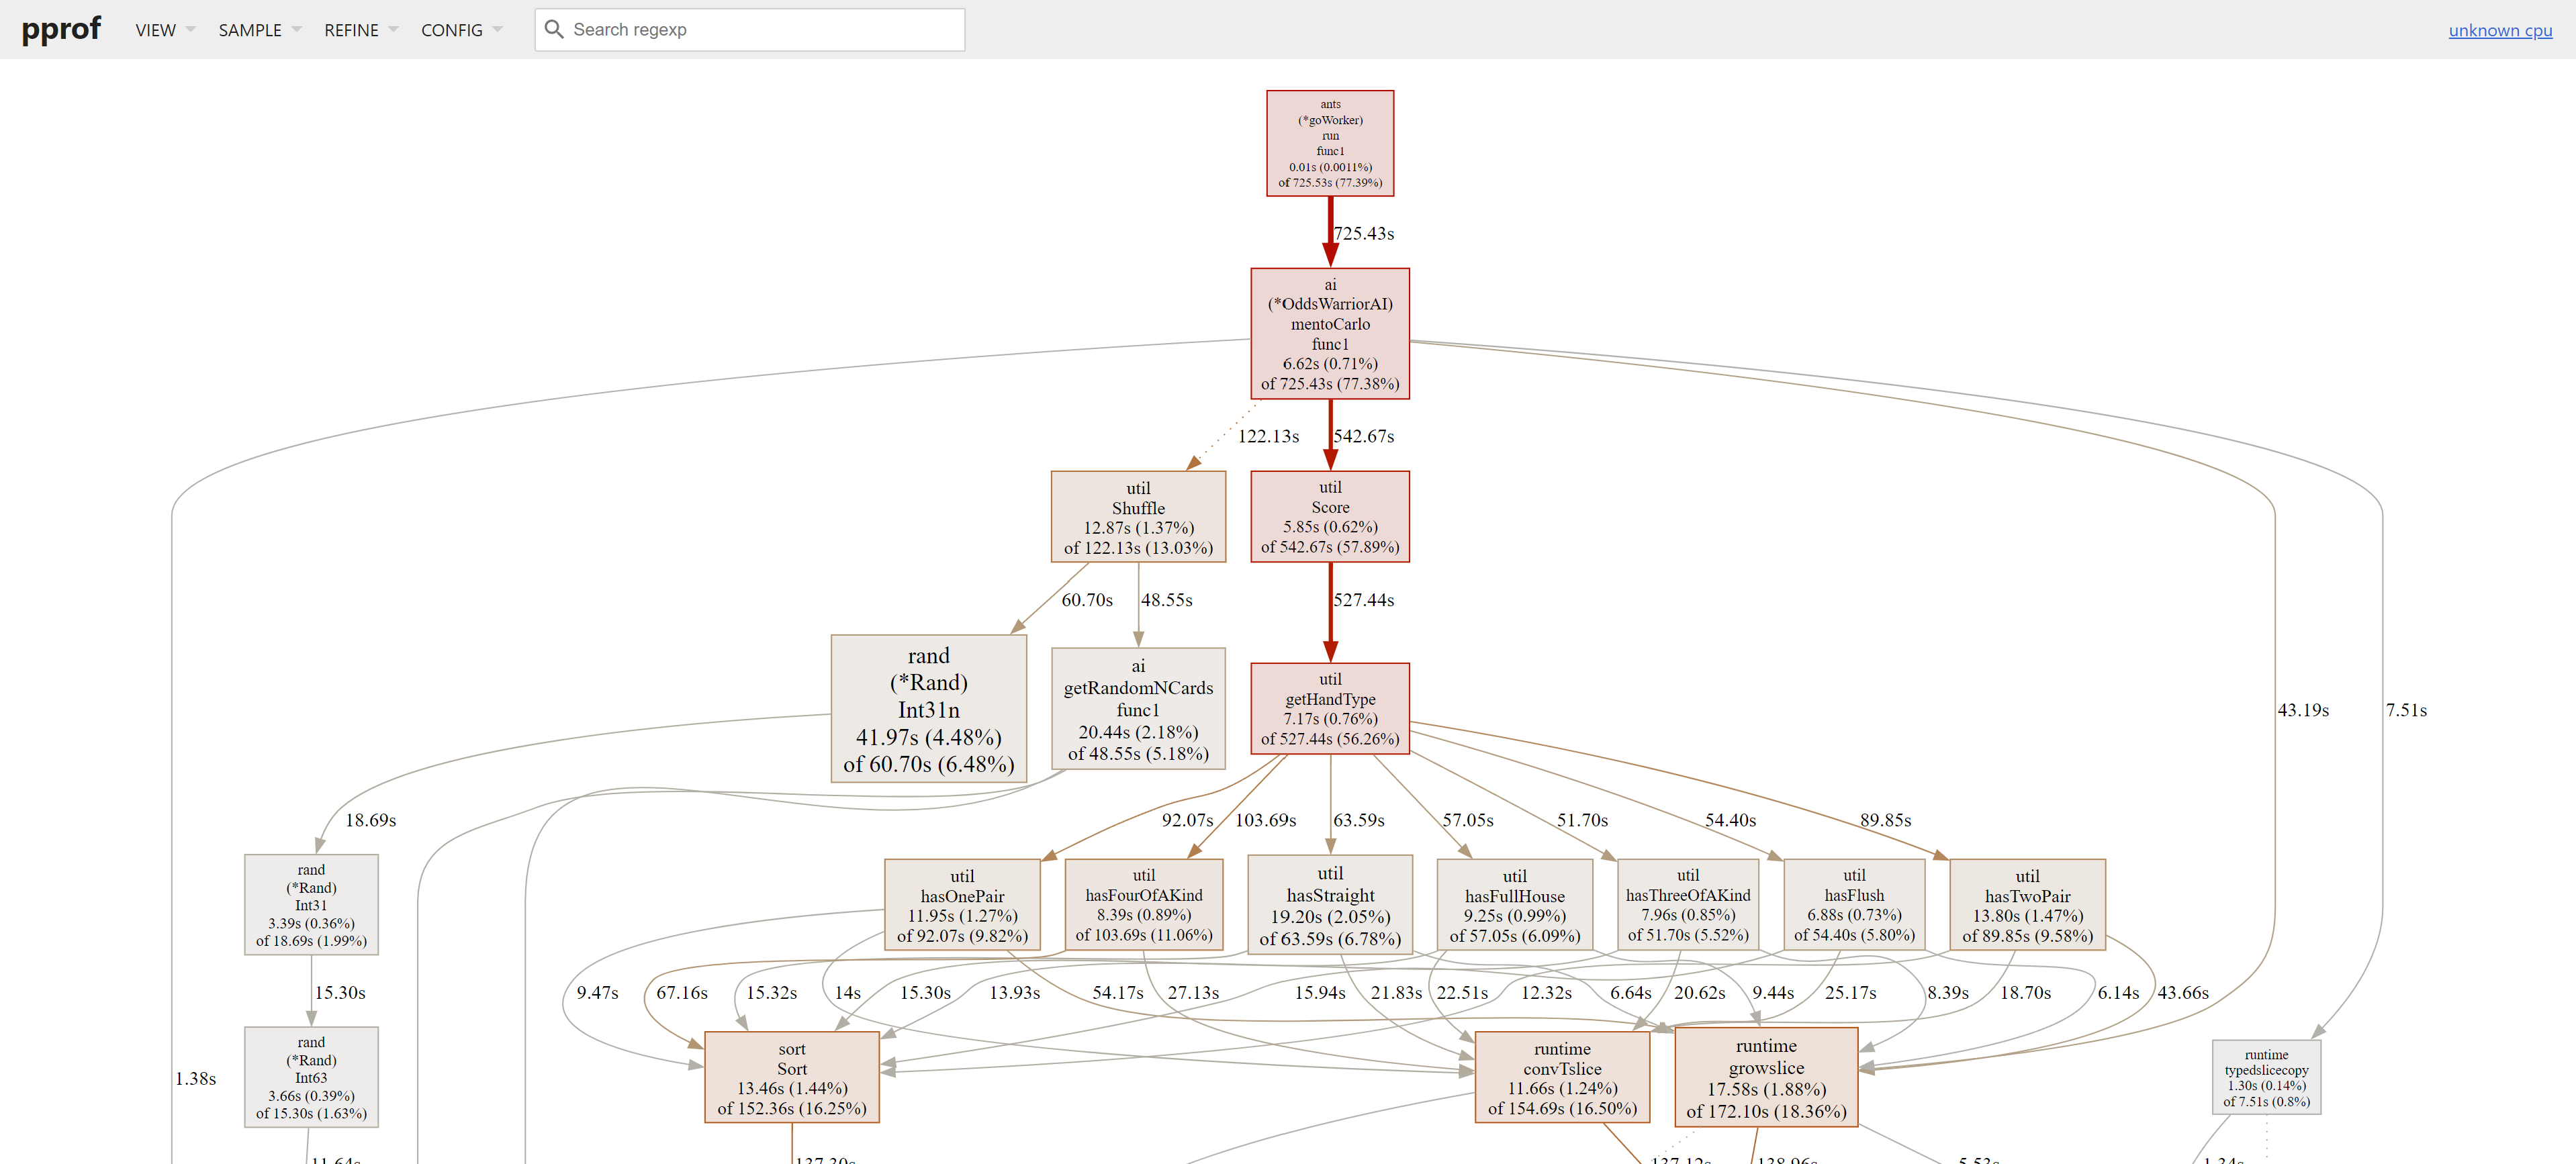 pprof VIEW SAMPLE REFINE CONFIG Search regexp unknown cpu
ants
(*goWorker)
run
func1
0.01s (0.0011%)
of 725.53s (77.39%)
725.43s
ai
(*OddsWarriorAI)
mentoCarlo
func1
6.62s (0.71%)
of 725.43s (77.38%)
122.13s 542.67s
util
Shuffle
12.87s (1.37%)
of 122.13s (13.03%)
util
Score
5.85s (0.62%)
of 542.67s (57.89%)
60.70s 48.55s 527.44s
rand
(*Rand)
Int31n
41.97s (4.48%)
of 60.70s (6.48%)
ai
getRandomNCards
func1
20.44s (2.18%)
of 48.55s (5.18%)
util
getHandType
7.17s (0.76%)
of 527.44s (56.26%)
43.19s 7.51s
18.69s 92.07s 103.69s 63.59s 57.05s 51.70s 54.40s 89.85s
rand
(*Rand)
Int31
3.39s (0.36%)
of 18.69s (1.99%)
util
hasOnePair
11.95s (1.27%)
of 92.07s (9.82%)
util
hasFourOfAKind
8.39s (0.89%)
of 103.69s (11.06%)
util
hasStraight
19.20s (2.05%)
of 63.59s (6.78%)
util
hasFullHouse
9.25s (0.99%)
of 57.05s (6.09%)
util
hasThreeOfAKind
7.96s (0.85%)
of 51.70s (5.52%)
util
hasFlush
6.88s (0.73%)
of 54.40s (5.80%)
util
hasTwoPair
13.80s (1.47%)
of 89.85s (9.58%)
15.30s 9.47s 67.16s 15.32s 14s 15.30s 13.93s 54.17s 27.13s 15.94s 21.83s 22.51s 12.32s 6.64s 20.62s 9.44s 25.17s 8.39s 18.70s 6.14s 43.66s
1.38s
rand
(*Rand)
Int63
3.66s (0.39%)
of 15.30s (1.63%)
sort
Sort
13.46s (1.44%)
of 152.36s (16.25%)
runtime
convTslice
11.66s (1.24%)
of 154.69s (16.50%)
runtime
growslice
17.58s (1.88%)
of 172.10s (18.36%)
runtime
typedslicecopy
1.30s (0.14%)
of 7.51s (0.8%)
11.64s 137.30s 137.12s 138.96s 5.53s 1.34s